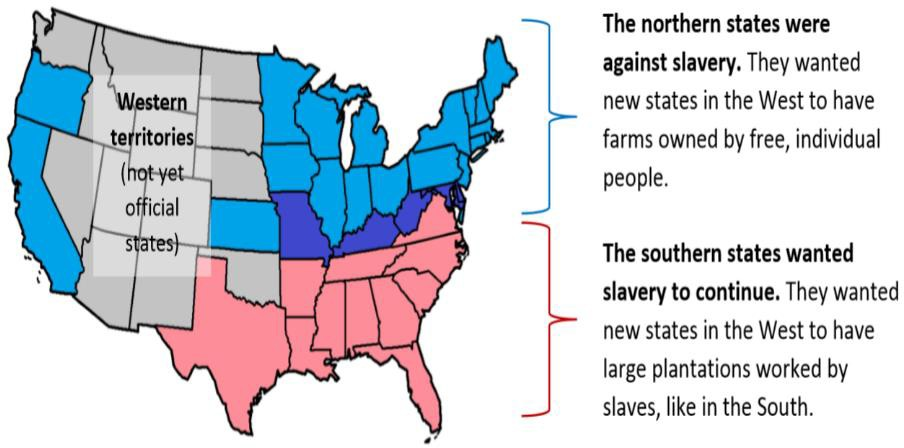 Western
territories
(not yet
official
states)
The northern states were
against slavery. They wanted
new states in the West to have
farms owned by free, individual
people.
The southern states wanted
slavery to continue. They wanted
new states in the West to have
large plantations worked by
slaves, like in the South.